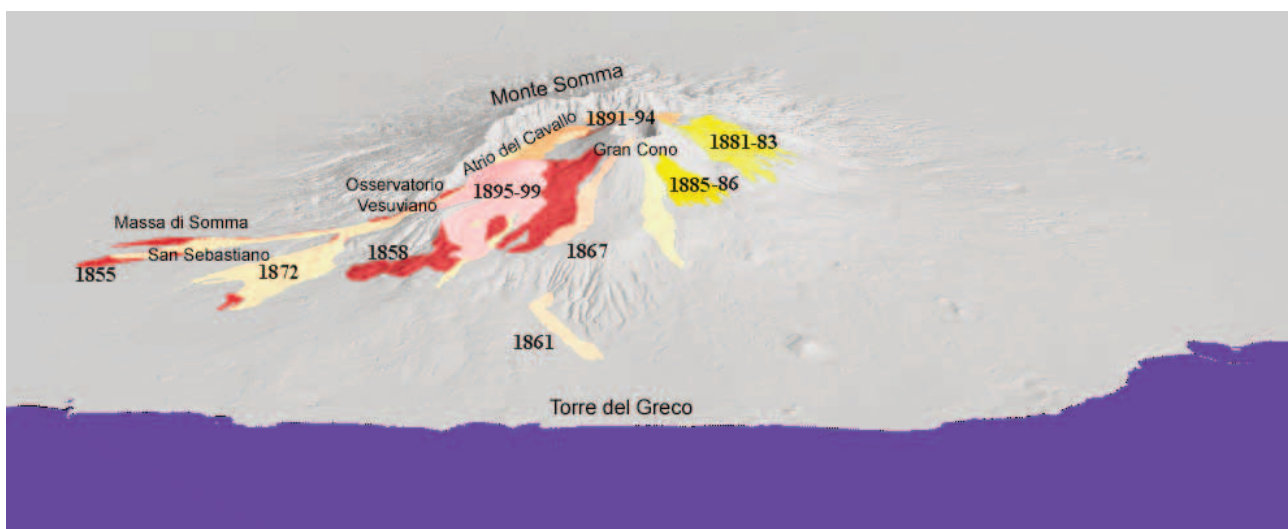 Monte Somma
1891-94
Atrio del Cavallo
1881-83
Gran Cono
Osservatorio
Vesuviano
1895-99
1885-86
Massa di Somma
San Sebastiano
1855
1872
1858
1867
1861
Torre del Greco